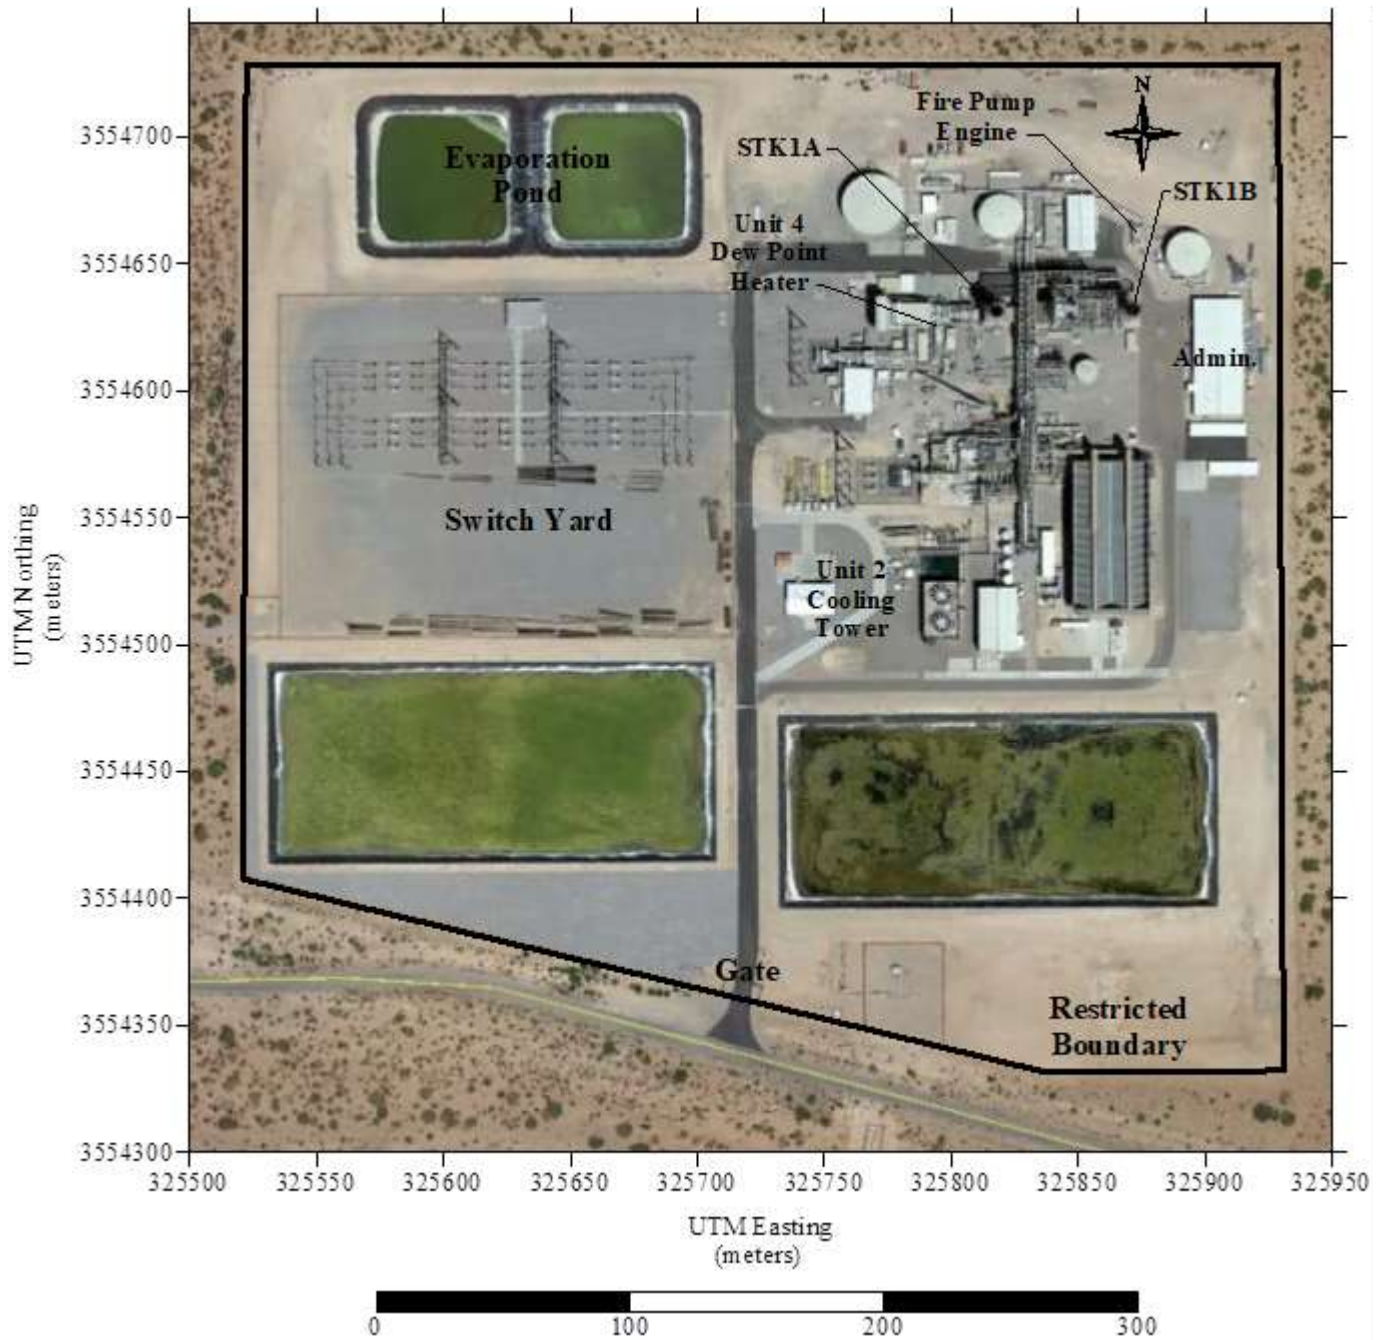 N
Fire Pump
Engine
3554700
STK1A
Evaporation
Pond
STK1B
Unit 4
Dew Point
Heater
3554650
Admin.
3554600
UTM Northing
(meters)
3554550
Switch Yard
Unit 2
Cooling
Tower
3554500
3554450
3554400
Gate
Restricted
Boundary
3554350
3554300
325500 325550 325600 325650 325700 325750 325800 325850 325900 325950
UTM Easting
(meters)
0 100 200 300